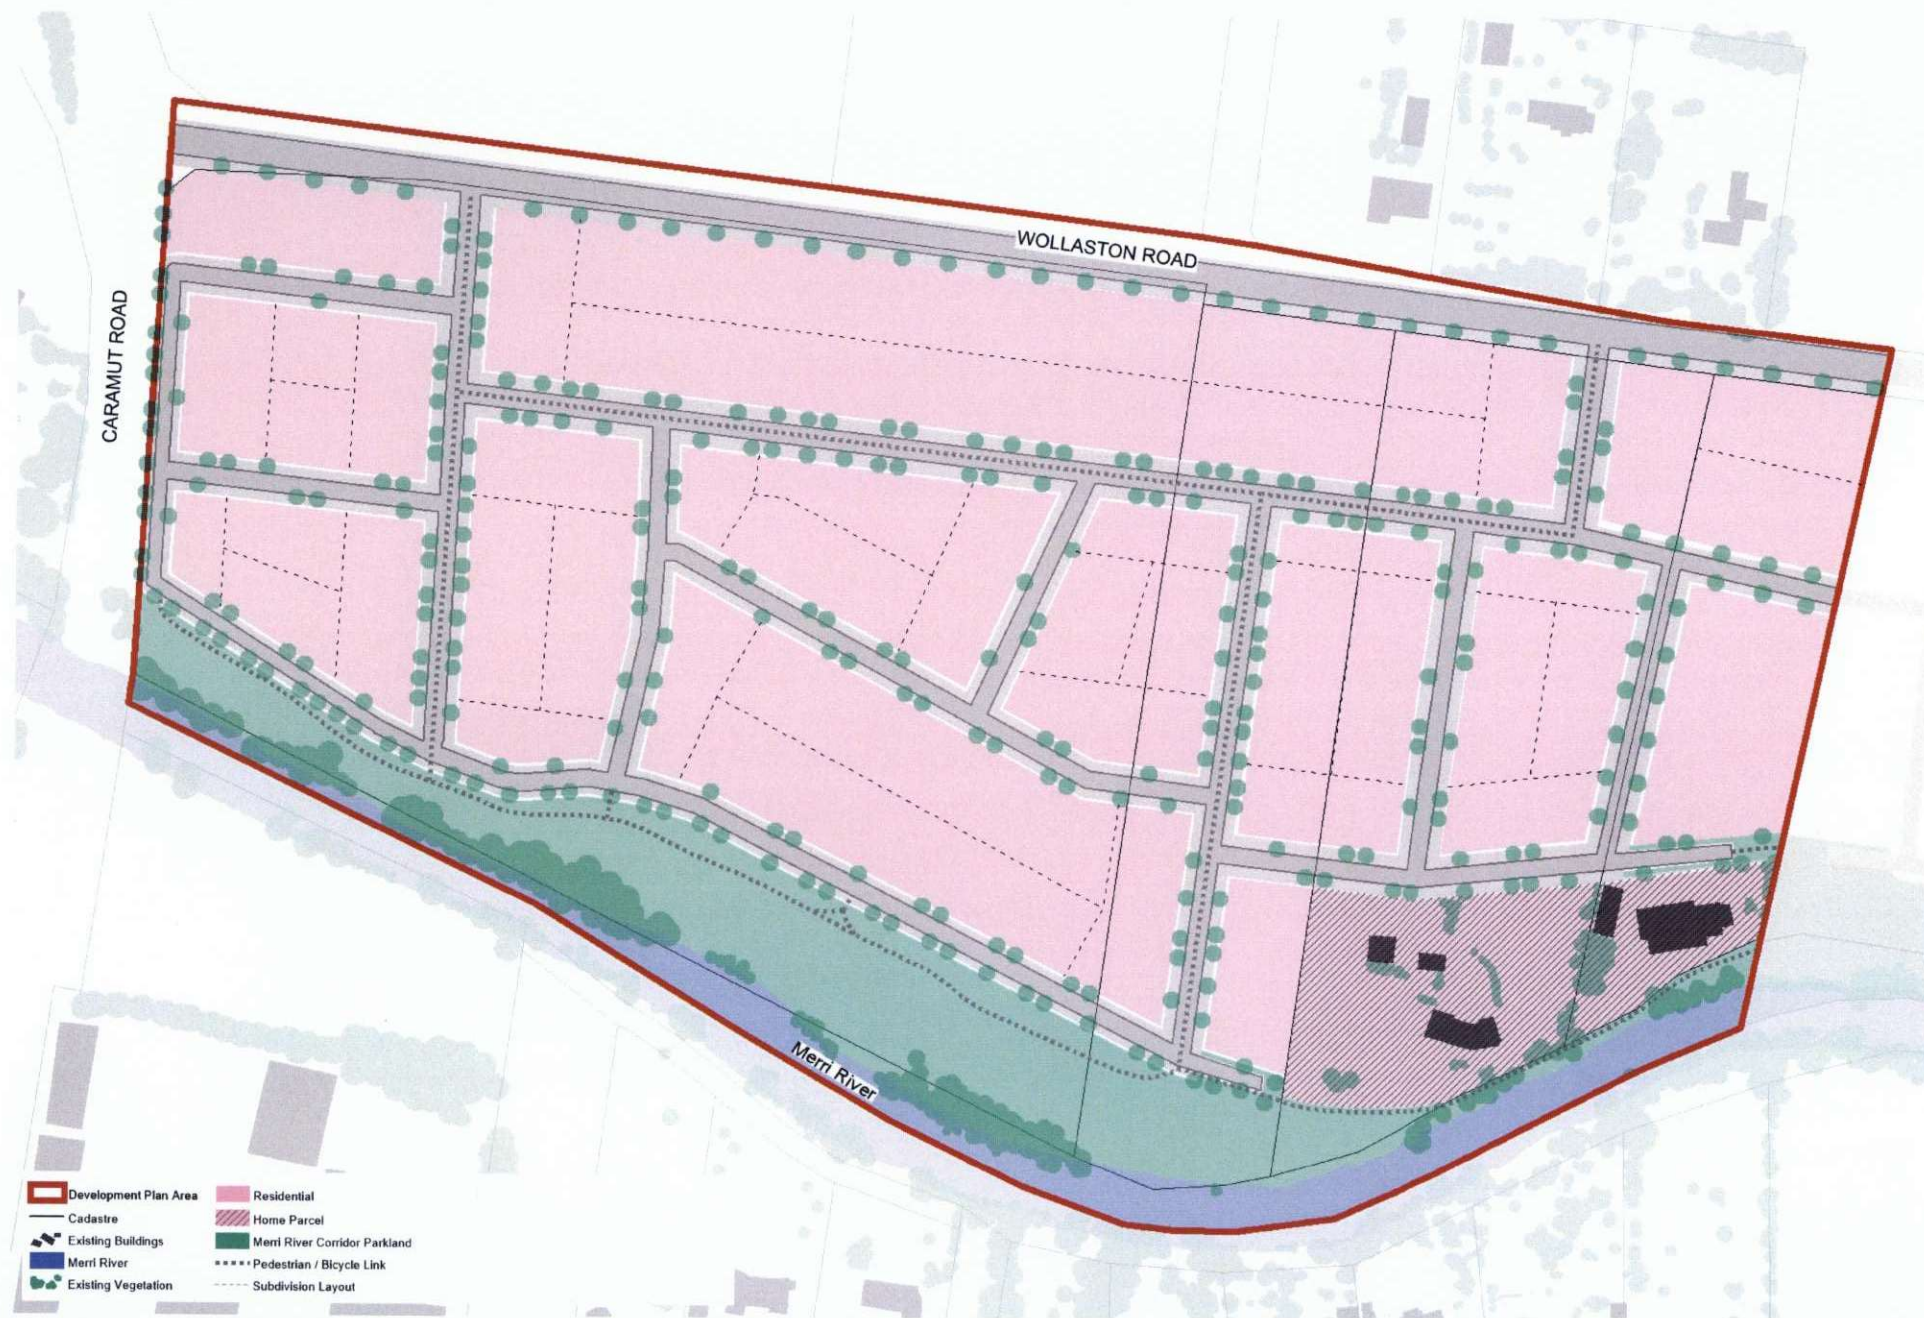 WOLLASTON ROAD
CARAMUT ROAD
Merri River
Development Plan Area
Cadastre
Existing Buildings
Merri River
Existing Vegetation
Residential
Home Parcel
Merri River Corridor Parkland
Pedestrian / Bicycle Link
Subdivision Layout